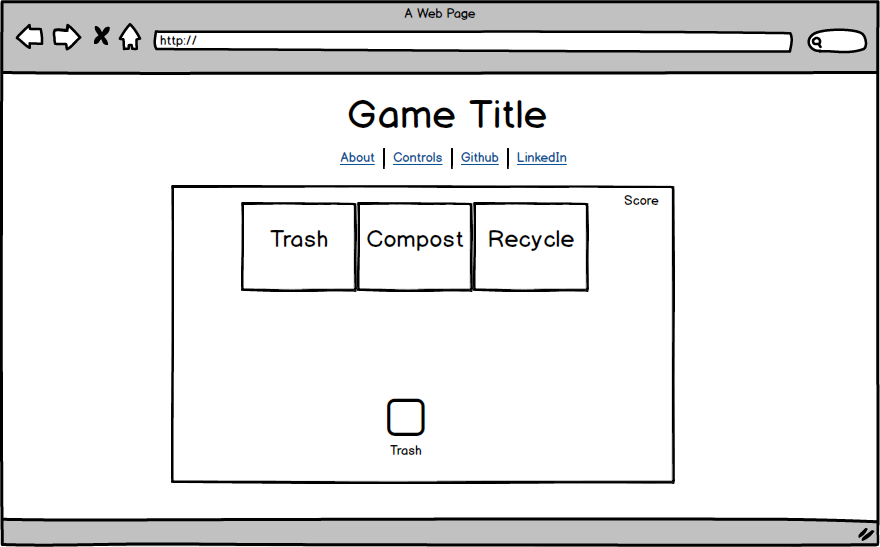 A Web Page
http://
Game Title
About Controls Github LinkedIn
Score
Trash Compost Recycle
Trash